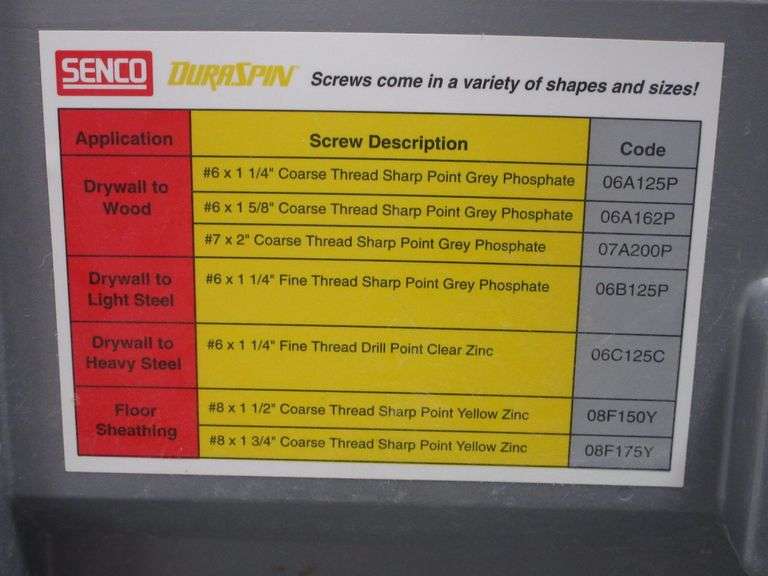 SENCO DURASPIN Screws come in a variety of shapes and sizes!
Application Screw Description Code
Drywall to
Wood
#6 x 1 1/4" Coarse Thread Sharp Point Grey Phosphate 06A125P
#6 x 1 5/8" Coarse Thread Sharp Point Grey Phosphate 06A162P
#7 x 2" Coarse Thread Sharp Point Grey Phosphate 07A200P
Drywall to
Light Steel
#6 x 1 1/4" Fine Thread Sharp Point Grey Phosphate 06B125P
Drywall to
Heavy Steel
#6 x 1 1/4" Fine Thread Drill Point Clear Zinc 06C125C
Floor
Sheathing
#8 x 1 1/2" Coarse Thread Sharp Point Yellow Zinc 08F150Y
#8 x 1 3/4" Coarse Thread Sharp Point Yellow Zinc 08F175Y